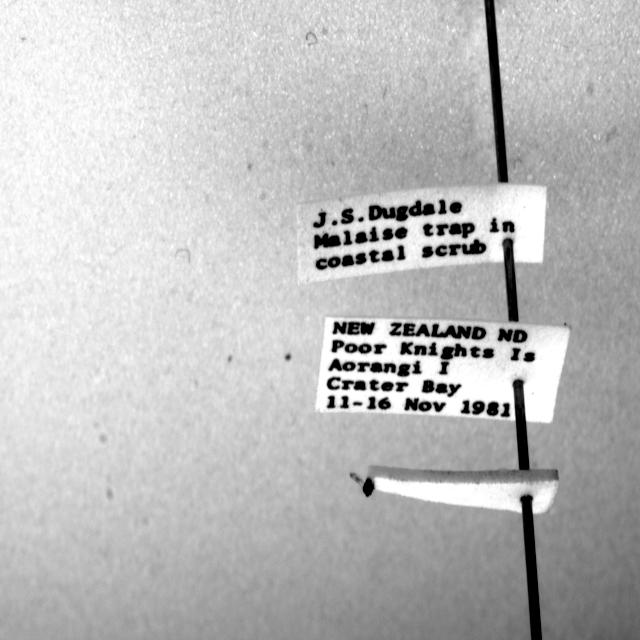 J.S.Dugdale
Malaise trap in
coastal scrub
NEW ZEALAND ND
Poor Knights Is
Aorangi I
Crater Bay
11-16 Nov 1981